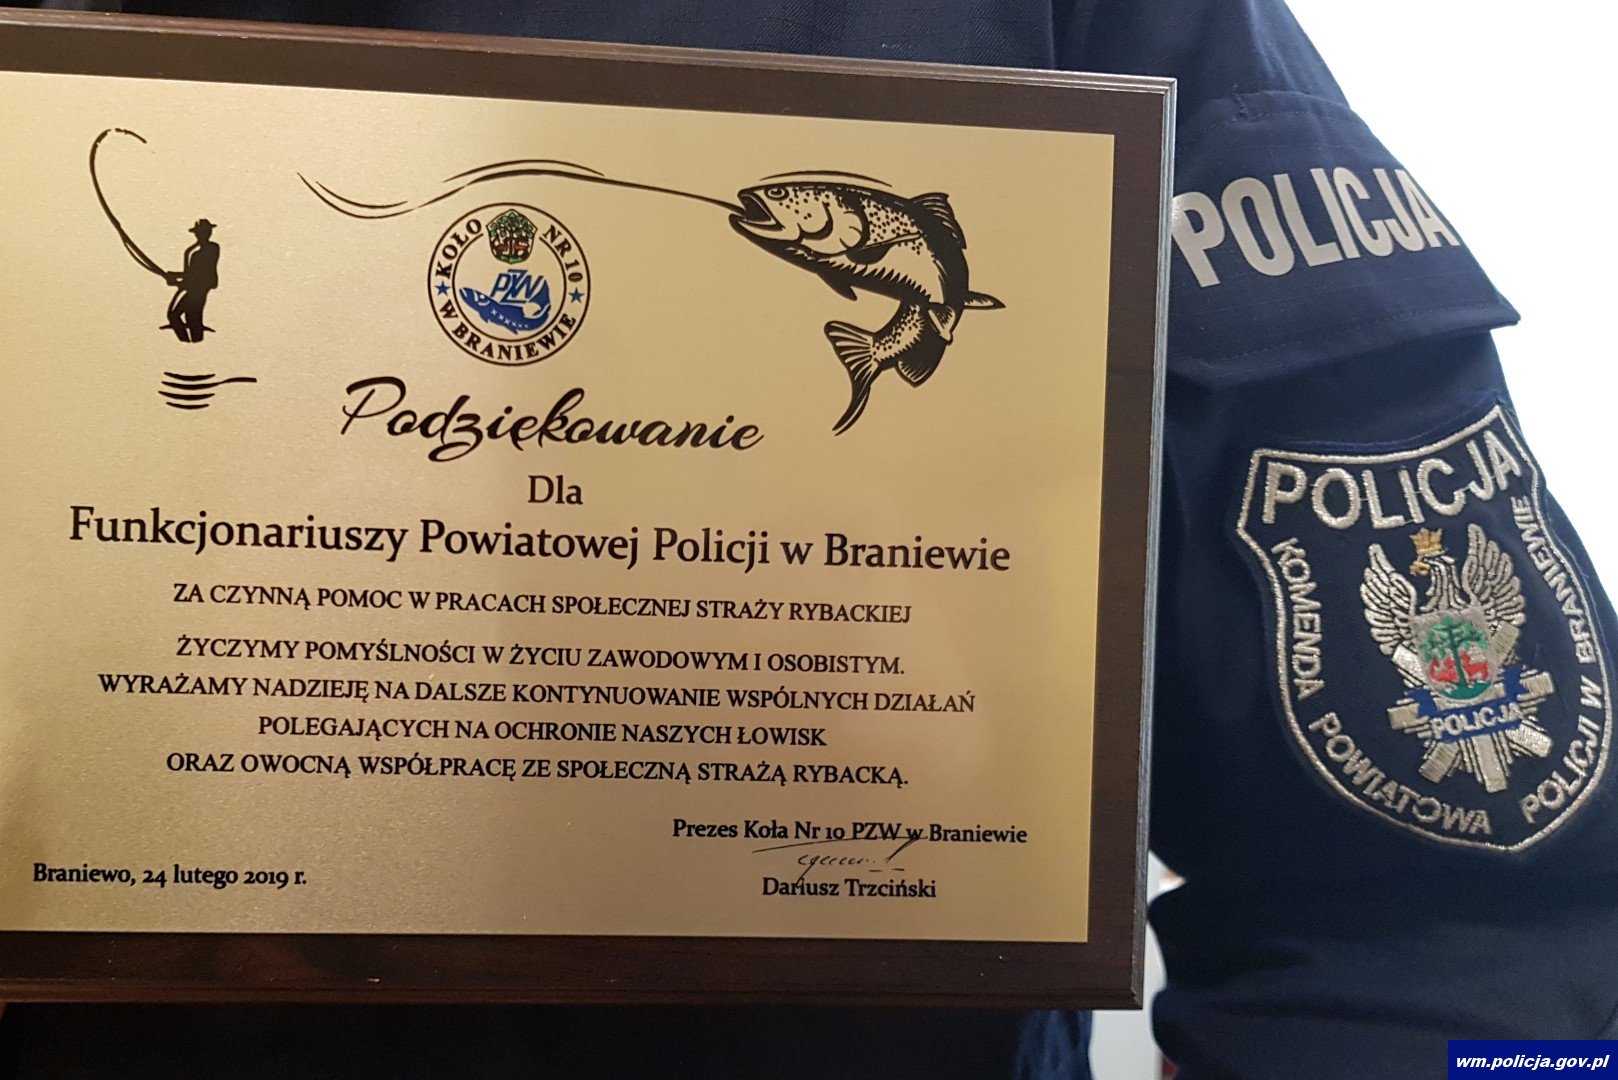 KOŁO NR 10
W BRANIEWIE
PZW
Podziękowanie
Dla
Funkcjonariuszy Powiatowej Policji w Braniewie
ZA CZYNNĄ POMOC W PRACACH SPOŁECZNEJ STRAŻY RYBACKIEJ
ŻYCZYMY POMYŚLNOŚCI W ŻYCIU ZAWODOWYM I OSOBISTYM.
WYRAŻAMY NADZIEJĘ NA DALSZE KONTYNUOWANIE WSPÓLNYCH DZIAŁAŃ
POLEGAJĄCYCH NA OCHRONIE NASZYCH ŁOWISK
ORAZ OWOCNĄ WSPÓŁPRACĘ ZE SPOŁECZNĄ STRAŻĄ RYBACKĄ.
Prezes Koła Nr 10 PZW w Braniewie
Dariusz Trzciński
Braniewo, 24 lutego 2019 r.
POLICJA
POLICJA
KOMENDA POWIATOWA POLICJI W BRANIEWIE
POLICJA
wm.policja.gov.pl